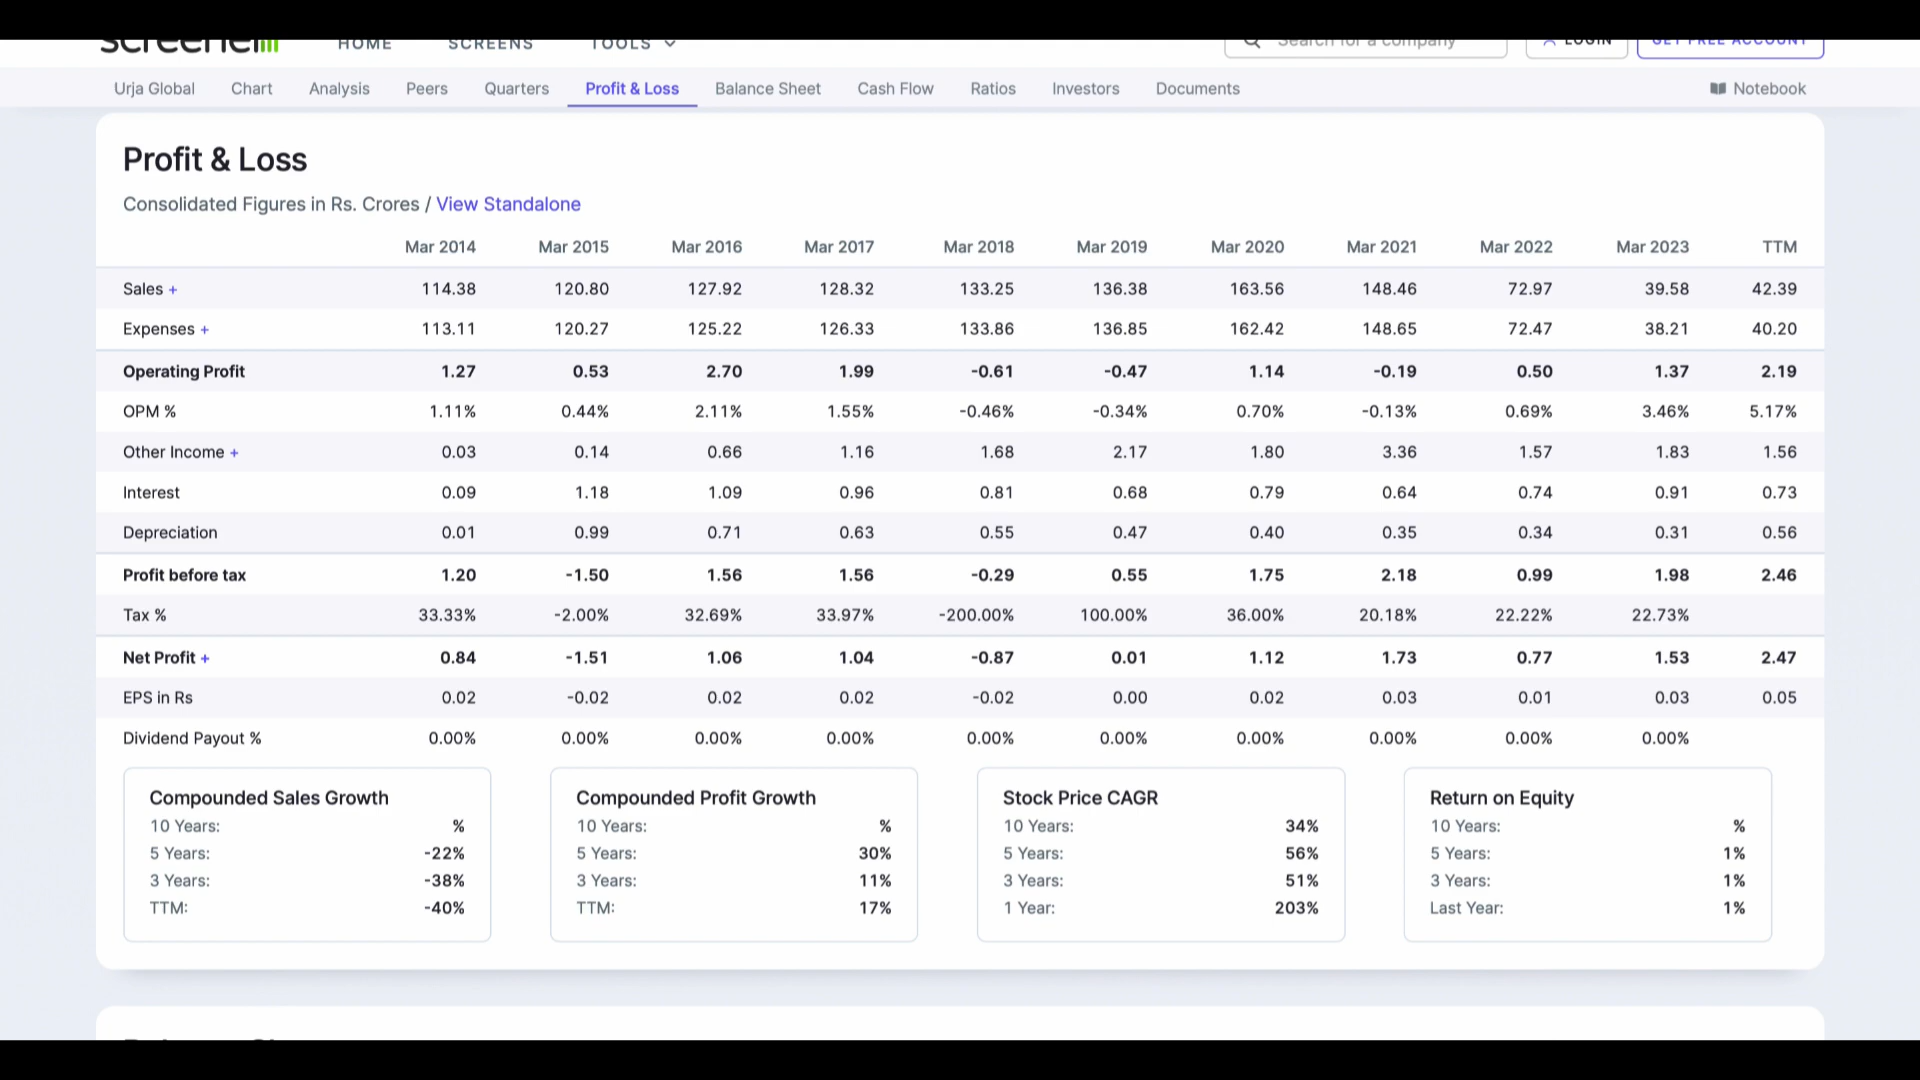 screener
HOME SCREENS TOOLS Search for a company LOGIN GET FREE ACCOUNT
Urja Global Chart Analysis Peers Quarters Profit & Loss Balance Sheet Cash Flow Ratios Investors Documents Notebook
Profit & Loss
Consolidated Figures in Rs. Crores / View Standalone
Mar 2014 Mar 2015 Mar 2016 Mar 2017 Mar 2018 Mar 2019 Mar 2020 Mar 2021 Mar 2022 Mar 2023 TTM
Sales + 114.38 120.80 127.92 128.32 133.25 136.38 163.56 148.46 72.97 39.58 42.39
Expenses + 113.11 120.27 125.22 126.33 133.86 136.85 162.42 148.65 72.47 38.21 40.20
Operating Profit 1.27 0.53 2.70 1.99 -0.61 -0.47 1.14 -0.19 0.50 1.37 2.19
OPM % 1.11% 0.44% 2.11% 1.55% -0.46% -0.34% 0.70% -0.13% 0.69% 3.46% 5.17%
Other Income + 0.03 0.14 0.66 1.16 1.68 2.17 1.80 3.36 1.57 1.83 1.56
Interest 0.09 1.18 1.09 0.96 0.81 0.68 0.79 0.64 0.74 0.91 0.73
Depreciation 0.01 0.99 0.71 0.63 0.55 0.47 0.40 0.35 0.34 0.31 0.56
Profit before tax 1.20 -1.50 1.56 1.56 -0.29 0.55 1.75 2.18 0.99 1.98 2.46
Tax % 33.33% -2.00% 32.69% 33.97% -200.00% 100.00% 36.00% 20.18% 22.22% 22.73%
Net Profit + 0.84 -1.51 1.06 1.04 -0.87 0.01 1.12 1.73 0.77 1.53 2.47
EPS in Rs 0.02 -0.02 0.02 0.02 -0.02 0.00 0.02 0.03 0.01 0.03 0.05
Dividend Payout % 0.00% 0.00% 0.00% 0.00% 0.00% 0.00% 0.00% 0.00% 0.00% 0.00%
Compounded Sales Growth
10 Years: %
5 Years: -22%
3 Years: -38%
TTM: -40%
Compounded Profit Growth
10 Years: %
5 Years: 30%
3 Years: 11%
TTM: 17%
Stock Price CAGR
10 Years: 34%
5 Years: 56%
3 Years: 51%
1 Year: 203%
Return on Equity
10 Years: %
5 Years: 1%
3 Years: 1%
Last Year: 1%